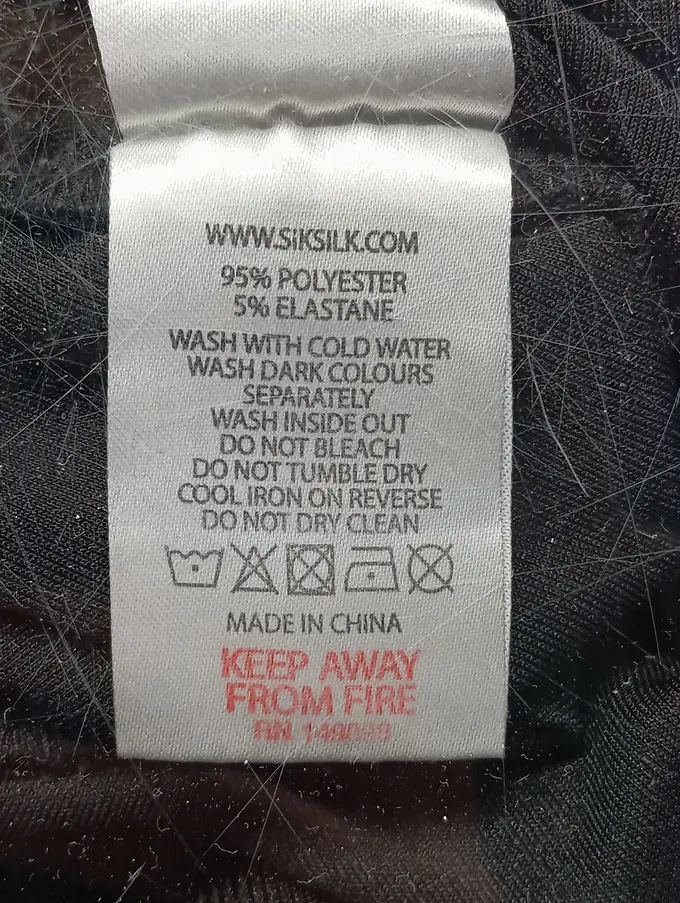 WWW.SiKSILK.COM
95% POLYESTER
5% ELASTANE
WASH WITH COLD WATER
WASH DARK COLOURS
SEPARATELY
WASH INSIDE OUT
DO NOT BLEACH
DO NOT TUMBLE DRY
COOL IRON ON REVERSE
DO NOT DRY CLEAN
MADE IN CHINA
KEEP AWAY
FROM FIRE
RN